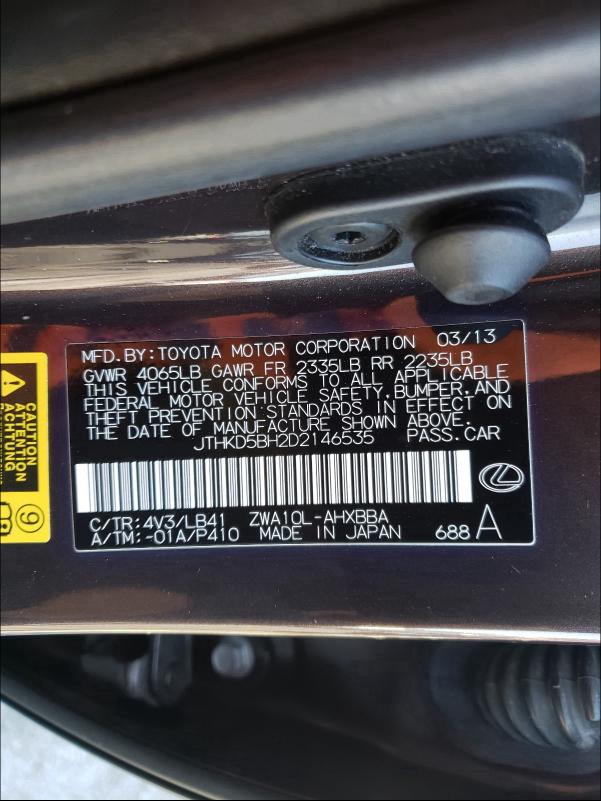 MFD.BY:TOYOTA MOTOR CORPORATION 03/13
GVWR 4065LB GAWR FR 2335LB RR 2235LB
THIS VEHICLE CONFORMS TO ALL APPLICABLE
FEDERAL MOTOR VEHICLE SAFETY,BUMPER,AND
THEFT PREVENTION STANDARDS IN EFFECT ON
THE DATE OF MANUFACTURE SHOWN ABOVE.
JTHKD5BH2D2146535 PASS.CAR
C/TR:4V3/LB41 ZWA10L-AHXBBA
A/TM:-01A/P410 MADE IN JAPAN 688 A
CAUTION
ATTENTION
9